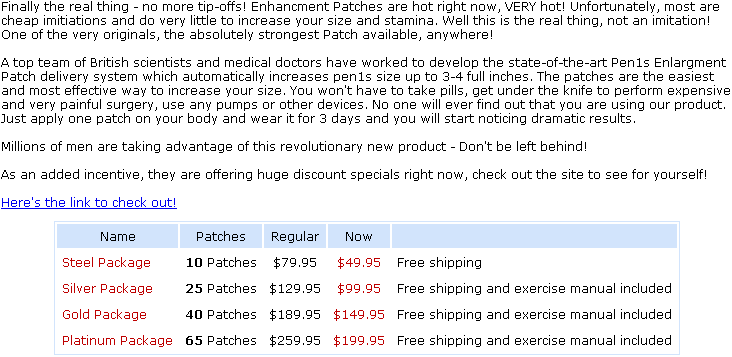 Finally the real thing - no more tip-offs! Enhancment Patches are hot right now, VERY hot! Unfortunately, most are
cheap imitations and do very little to increase your size and stamina. Well this is the real thing, not an imitation!
One of the very originals, the absolutely strongest Patch available, anywhere!
A top team of British scientists and medical doctors have worked to develop the state-of-the-art Pen1s Enlargment
Patch delivery system which automatically increases pen1s size up to 3-4 full inches. The patches are the easiest
and most effective way to increase your size. You won't have to take pills, get under the knife to perform expensive
and very painful surgery, use any pumps or other devices. No one will ever find out that you are using our product.
Just apply one patch on your body and wear it for 3 days and you will start noticing dramatic results.
Millions of men are taking advantage of this revolutionary new product - Don't be left behind!
As an added incentive, they are offering huge discount specials right now, check out the site to see for yourself!
Here's the link to check out!
Name Patches Regular Now
Steel Package 10 Patches $79.95 $49.95 Free shipping
Silver Package 25 Patches $129.95 $99.95 Free shipping and exercise manual included
Gold Package 40 Patches $189.95 $149.95 Free shipping and exercise manual included
Platinum Package 65 Patches $259.95 $199.95 Free shipping and exercise manual included